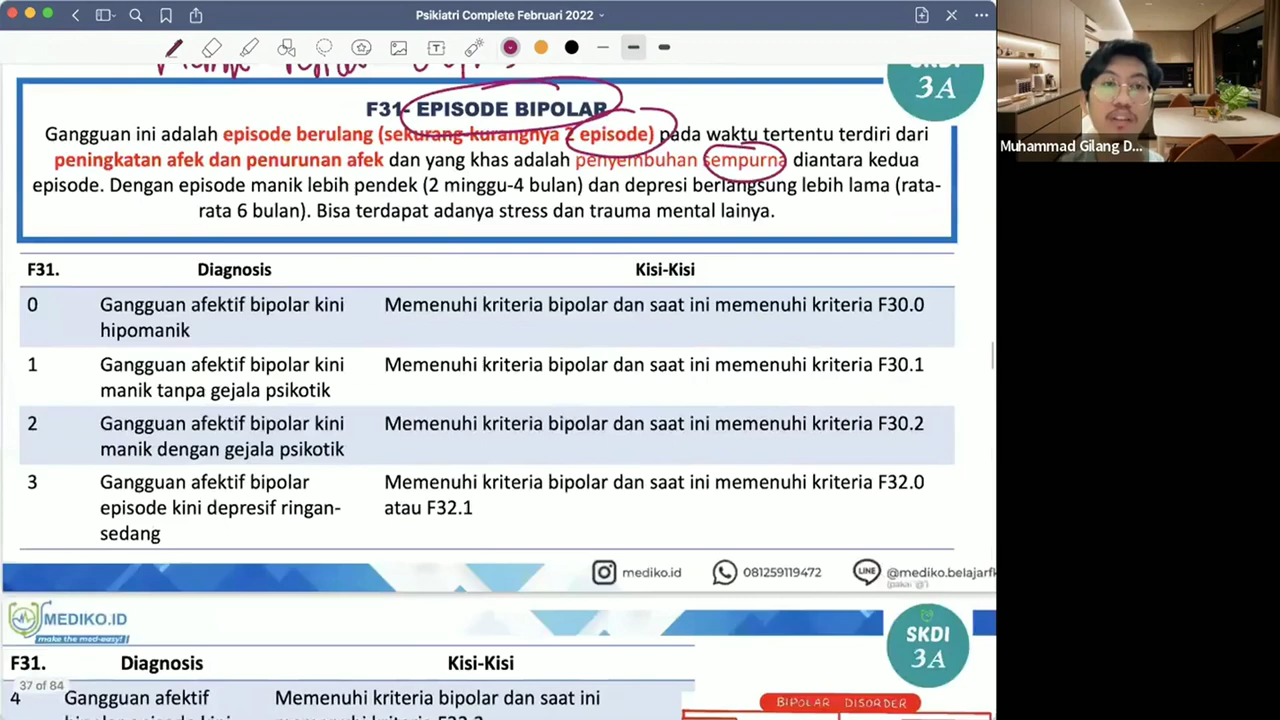 Psikiatri Complete Februari 2022
SKDI
3A
F31- EPISODE BIPOLAR
Gangguan ini adalah episode berulang (sekurang-kurangnya 2 episode) pada waktu tertentu terdiri dari
peningkatan afek dan penurunan afek dan yang khas adalah penyembuhan sempurna diantara kedua
episode. Dengan episode manik lebih pendek (2 minggu-4 bulan) dan depresi berlangsung lebih lama (rata-
rata 6 bulan). Bisa terdapat adanya stress dan trauma mental lainya.
F31. Diagnosis Kisi-Kisi
0 Gangguan afektif bipolar kini Memenuhi kriteria bipolar dan saat ini memenuhi kriteria F30.0
hipomanik
1 Gangguan afektif bipolar kini Memenuhi kriteria bipolar dan saat ini memenuhi kriteria F30.1
manik tanpa gejala psikotik
2 Gangguan afektif bipolar kini Memenuhi kriteria bipolar dan saat ini memenuhi kriteria F30.2
manik dengan gejala psikotik
3 Gangguan afektif bipolar Memenuhi kriteria bipolar dan saat ini memenuhi kriteria F32.0
episode kini depresif ringan- atau F32.1
sedang
mediko.id 081259119472 @mediko.belajarfk
(pakai '@')
MEDIKO.ID
make the med-easy!
SKDI
3A
F31. Diagnosis Kisi-Kisi
37 of 84
4 Gangguan afektif Memenuhi kriteria bipolar dan saat ini
BIPOLAR DISORDER
Muhammad Gilang D...